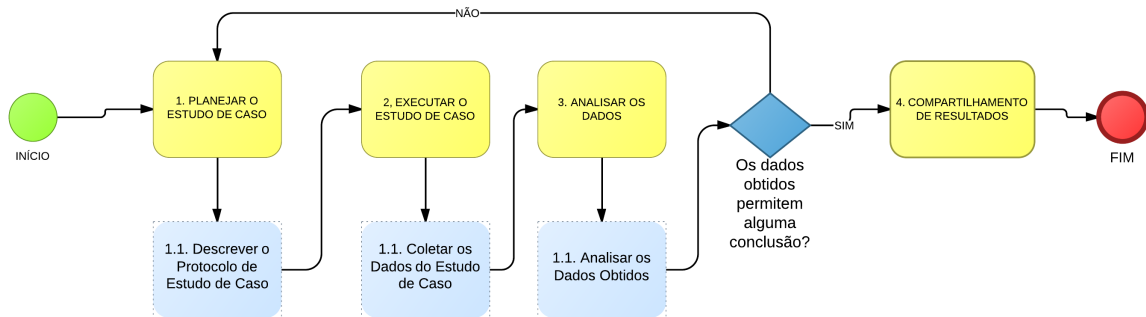 NÃO
INÍCIO
1. PLANEJAR O
ESTUDO DE CASO
1.1. Descrever o
Protocolo de
Estudo de Caso
2, EXECUTAR O
ESTUDO DE CASO
1.1. Coletar os
Dados do Estudo
de Caso
3. ANALISAR OS
DADOS
1.1. Analisar os
Dados Obtidos
Os dados
obtidos
permitem
alguma
conclusão?
SIM
4. COMPARTILHAMENTO
DE RESULTADOS
FIM